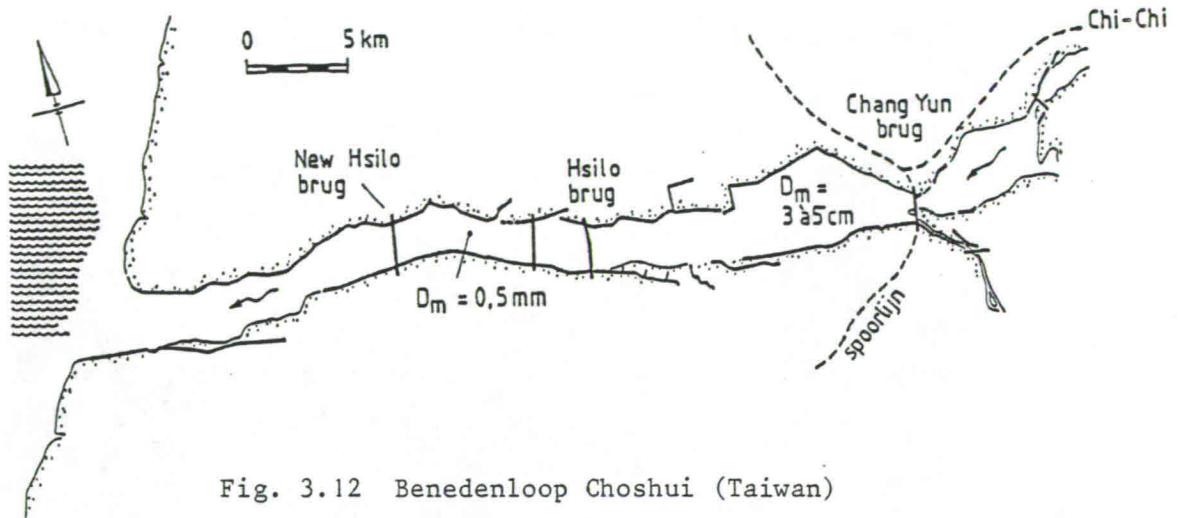 0 5 km
Chi-Chi
Chang Yun
brug
New Hsilo
brug
Hsilo
brug
Dm =
3 à 5 cm
Dm = 0,5 mm
spoorlijn
Fig. 3.12 Benedenloop Choshui (Taiwan)